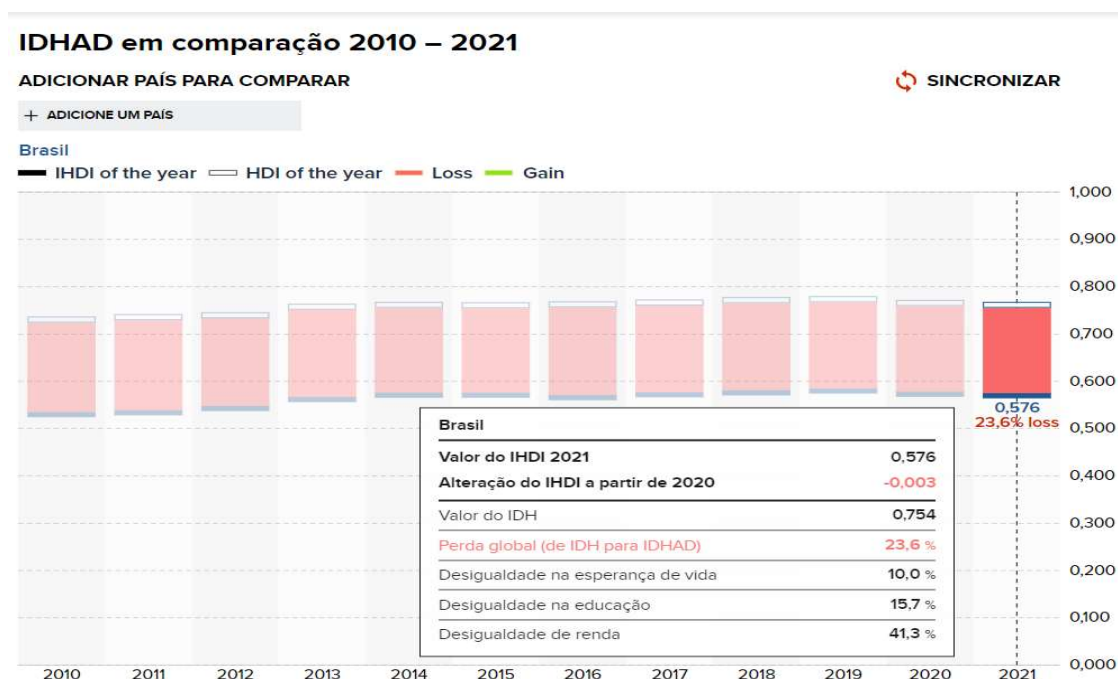 IDHAD em comparação 2010 – 2021
ADICIONAR PAÍS PARA COMPARAR
SINCRONIZAR
+ ADICIONE UM PAÍS
Brasil
IHDI of the year HDI of the year Loss Gain
1,000
0,900
0,800
0,700
0,600
0,500
0,400
0,300
0,200
0,100
0,000
0,576
23,6% loss
Brasil
Valor do IHDI 2021 0,576
Alteração do IHDI a partir de 2020 -0,003
Valor do IDH 0,754
Perda global (de IDH para IDHAD) 23,6 %
Desigualdade na esperança de vida 10,0 %
Desigualdade na educação 15,7 %
Desigualdade de renda 41,3 %
2010 2011 2012 2013 2014 2015 2016 2017 2018 2019 2020 2021